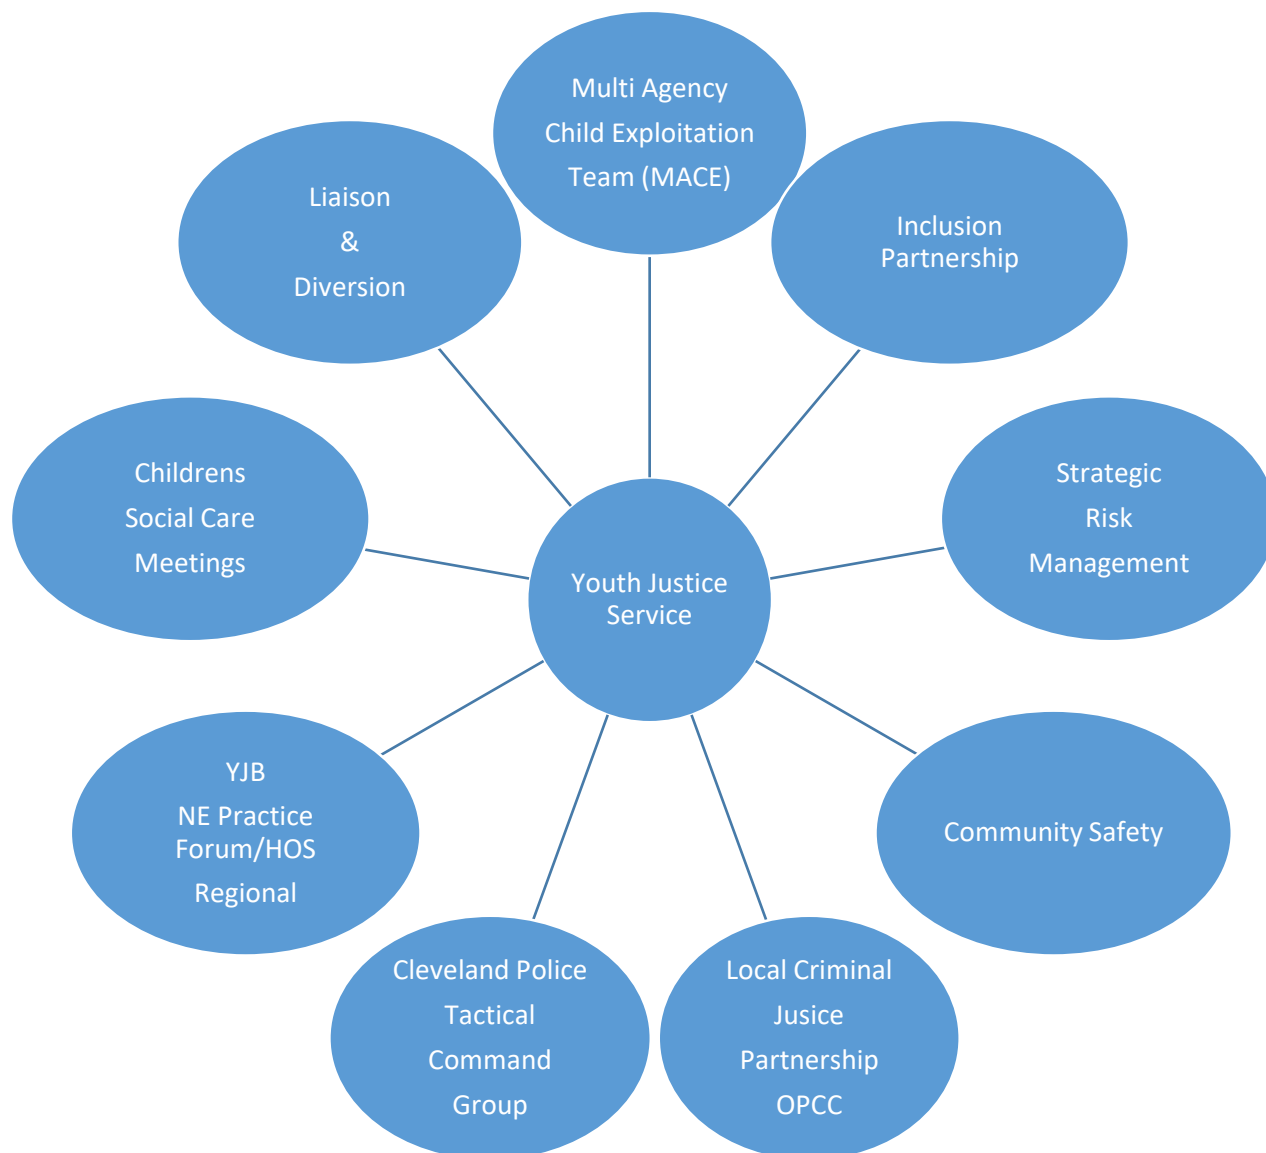 Multi Agency
Child Exploitation
Team (MACE)
Inclusion
Partnership
Strategic
Risk
Management
Community Safety
Local Criminal
Jusice
Partnership
OPCC
Cleveland Police
Tactical
Command
Group
YJB
NE Practice
Forum/HOS
Regional
Childrens
Social Care
Meetings
Liaison
&
Diversion
Youth Justice
Service